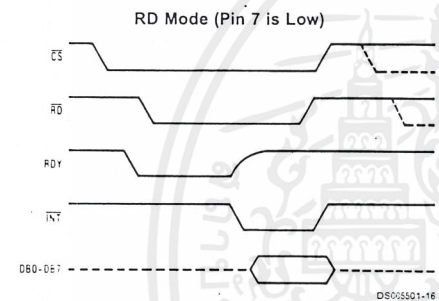 RD Mode (Pin 7 is Low)
CS
RD
RDY
INT
DB0-DB7
DS005501-16